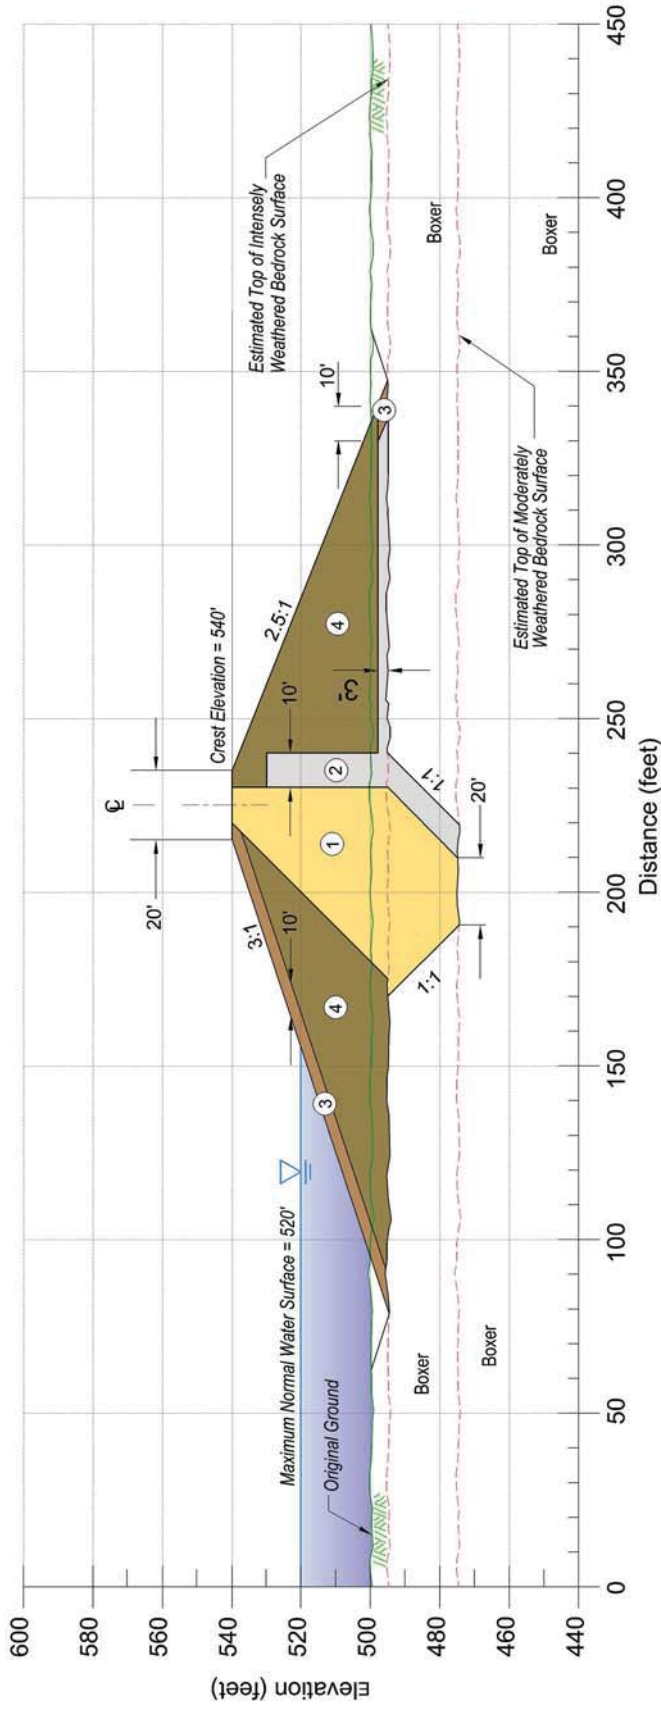 Elevation (feet)
600
580
560
540
520
500
480
460
440
20'
℄
Crest Elevation = 540'
Maximum Normal Water Surface = 520'
Original Ground
3:1
10'
10'
2.5:1
10'
3'
1
2
3
3
4
4
1:1
1:1
20'
Estimated Top of Intensely
Weathered Bedrock Surface
Estimated Top of Moderately
Weathered Bedrock Surface
Boxer
Boxer
Boxer
Boxer
0
50
100
150
200
250
300
350
400
450
Distance (feet)